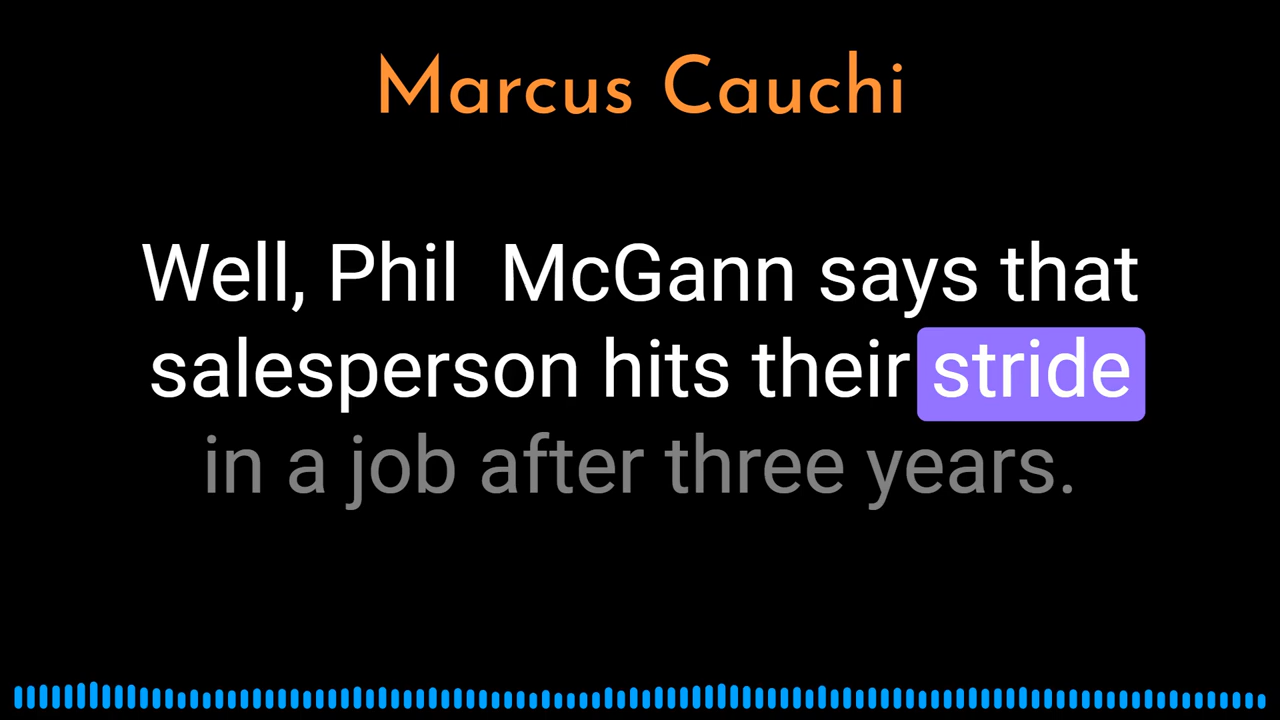 Marcus Cauchi
Well, Phil  McGann says that
salesperson hits their stride
in a job after three years.